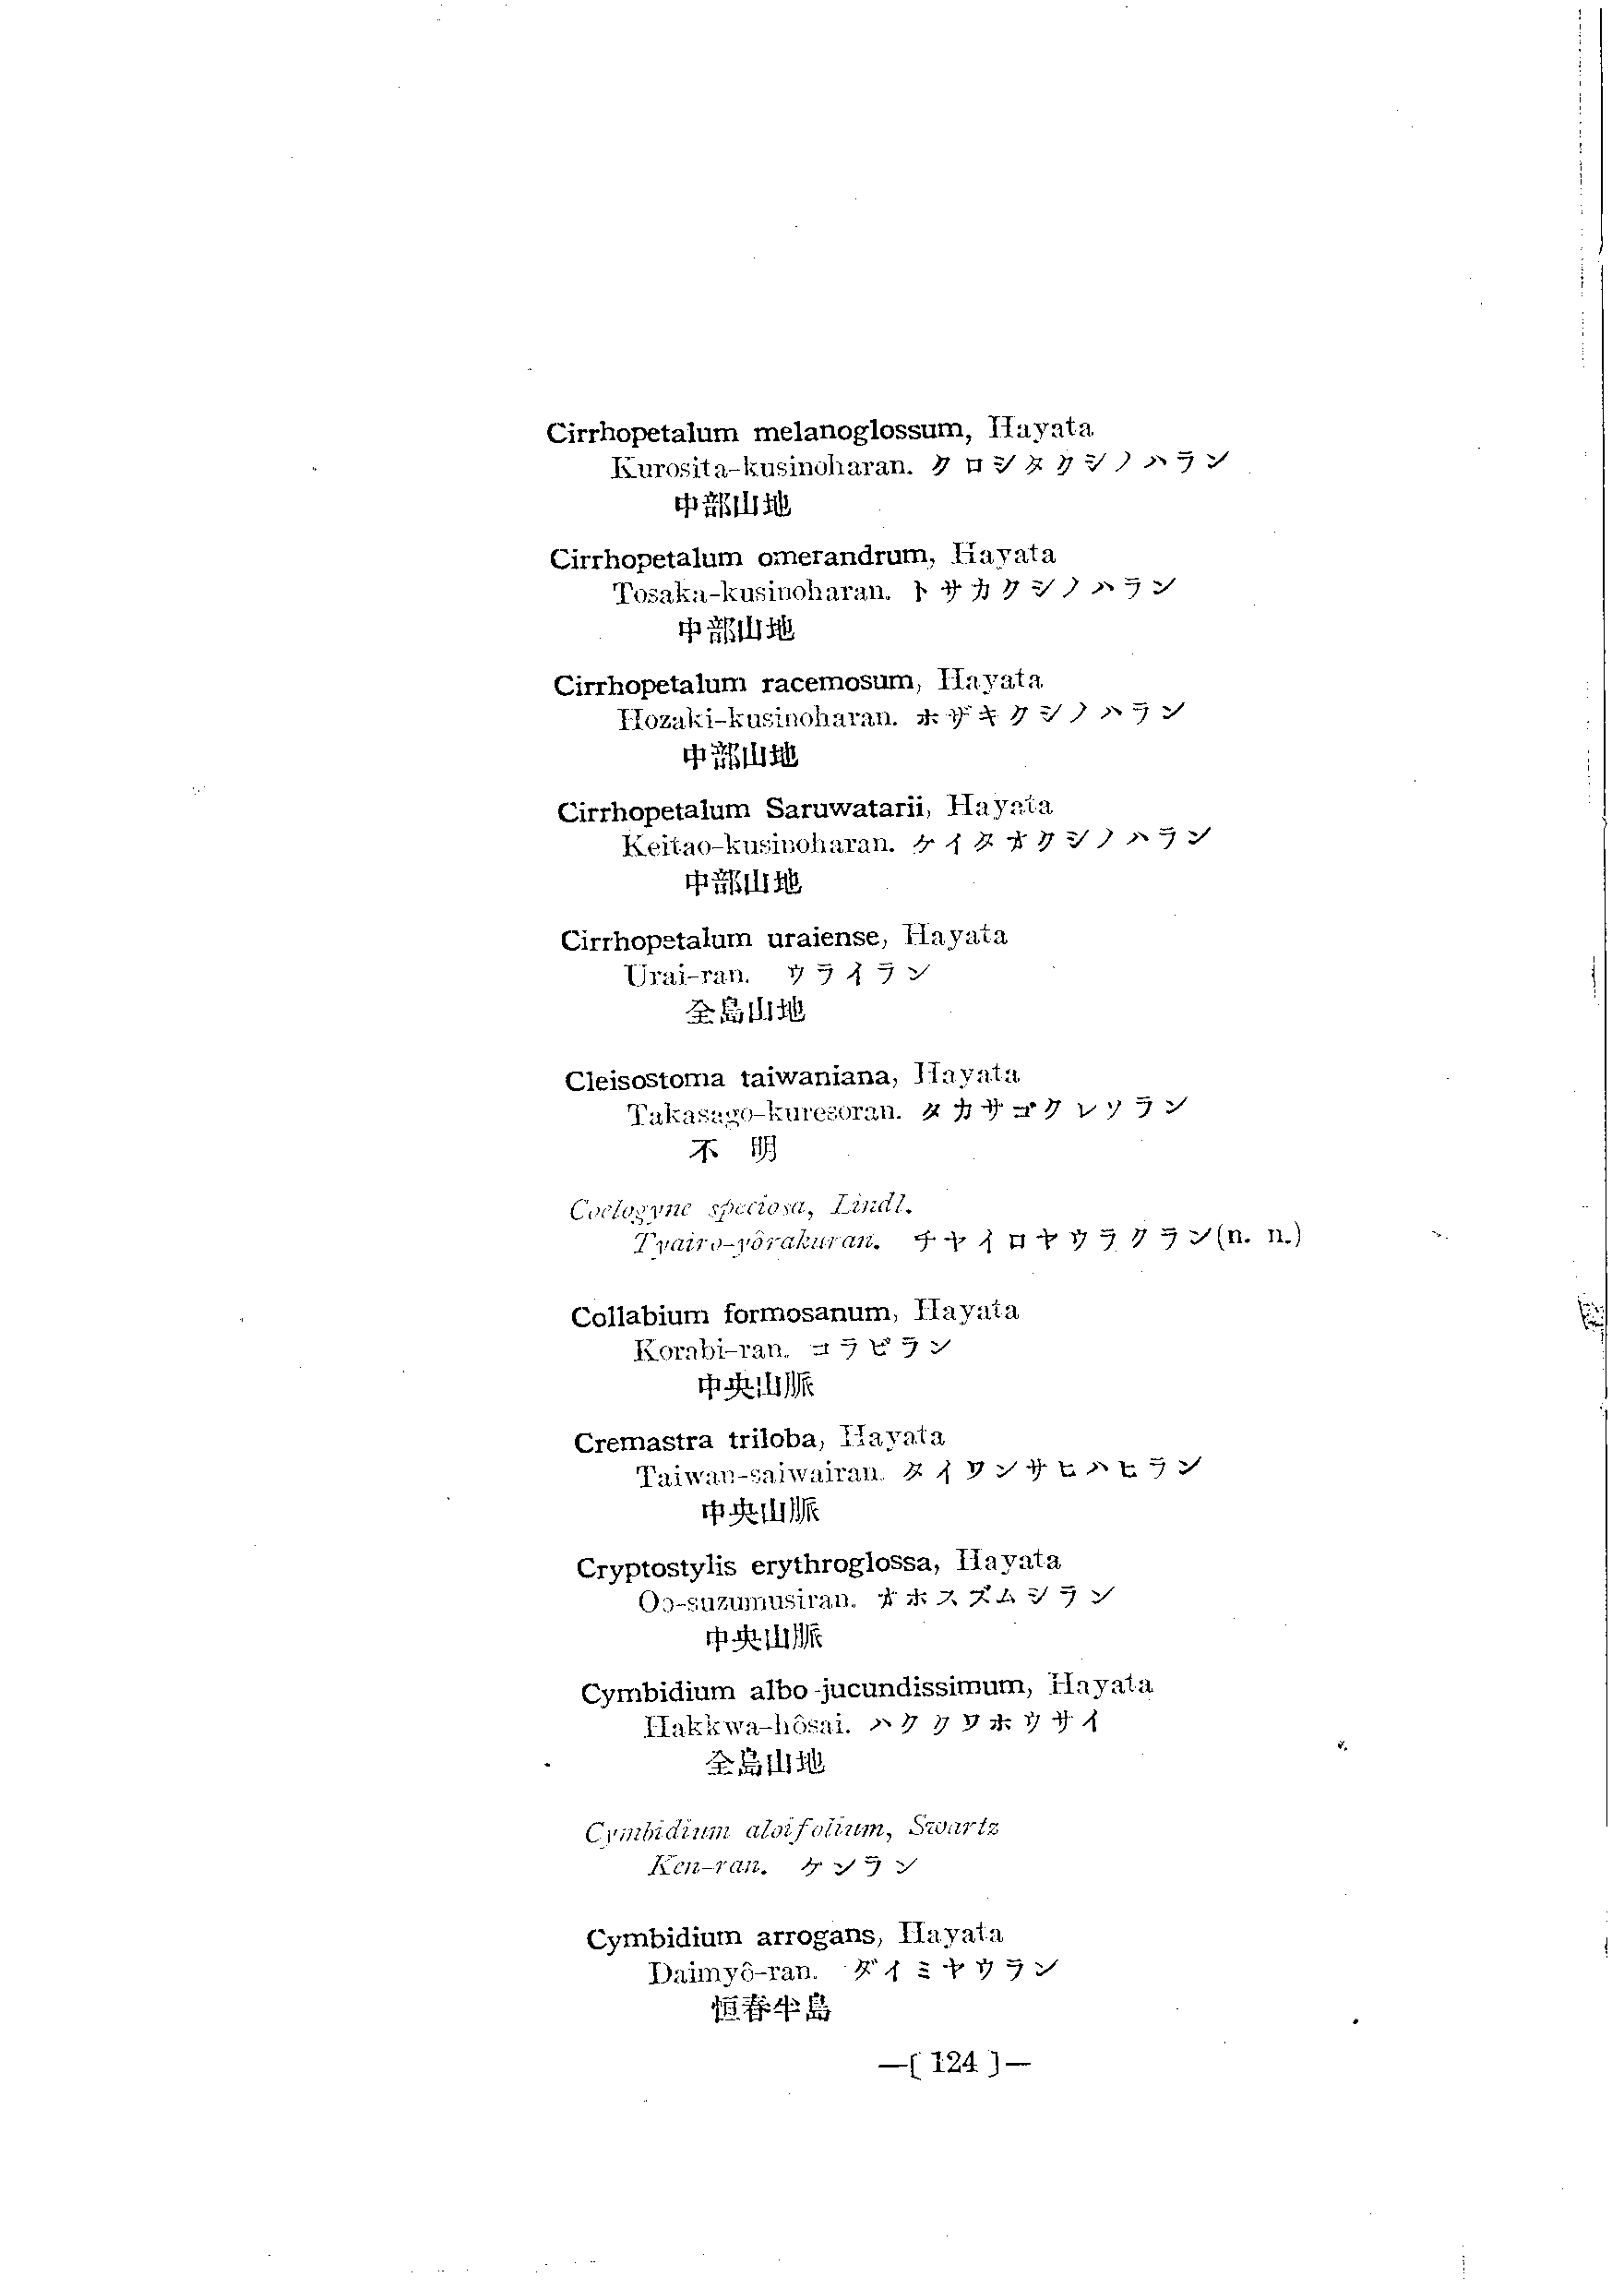 Cirrhopetalum melanoglossum, Hayata
Kurosita-kusinoharan. クロシタクシノハラン
中部山地
Cirrhopetalum omerandrum, Hayata
Tosaka-kusinoharan. トサカクシノハラン
中部山地
Cirrhopetalum racemosum, Hayata
Hozaki-kusinoharan. ホザキクシノハラン
中部山地
Cirrhopetalum Saruwatarii, Hayata
Keitao-kusinoharan. ケイタオクシノハラン
中部山地
Cirrhopetalum uraiense, Hayata
Urai-ran. ウライラン
全島山地
Cleisostoma taiwaniana, Hayata
Takasago-kuresoran. タカサゴクレソラン
不 明
Coelogyne speciosa, Lindl.
Tyairo-yôrakuran. チヤイロヤウラクラン(n. n.)
Collabium formosanum, Hayata
Korabi-ran. コラビラン
中央山脈
Cremastra triloba, Hayata
Taiwan-saiwairan. タイワンサヒハヒラン
中央山脈
Cryptostylis erythroglossa, Hayata
Oo-suzumusiran. オホスズムシラン
中央山脈
Cymbidium albo-jucundissimum, Hayata
Hakkwa-hôsai. ハククワホウサイ
全島山地
Cymbidium aloifolium, Swartz
Ken-ran. ケンラン
Cymbidium arrogans, Hayata
Daimyô-ran. ダイミヤウラン
恒春半島
—( 124 )—